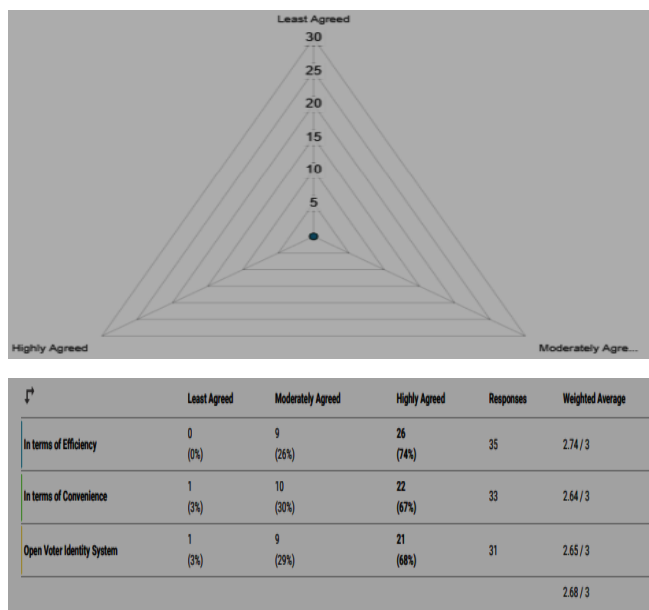 Least Agreed
30
25
20
15
10
5
Highly Agreed Moderately Agre...
Least Agreed Moderately Agreed Highly Agreed Responses Weighted Average
In terms of Efficiency 0 (0%) 9 (26%) 26 (74%) 35 2.74 / 3
In terms of Convenience 1 (3%) 10 (30%) 22 (67%) 33 2.64 / 3
Open Voter Identity System 1 (3%) 9 (29%) 21 (68%) 31 2.65 / 3
2.68 / 3